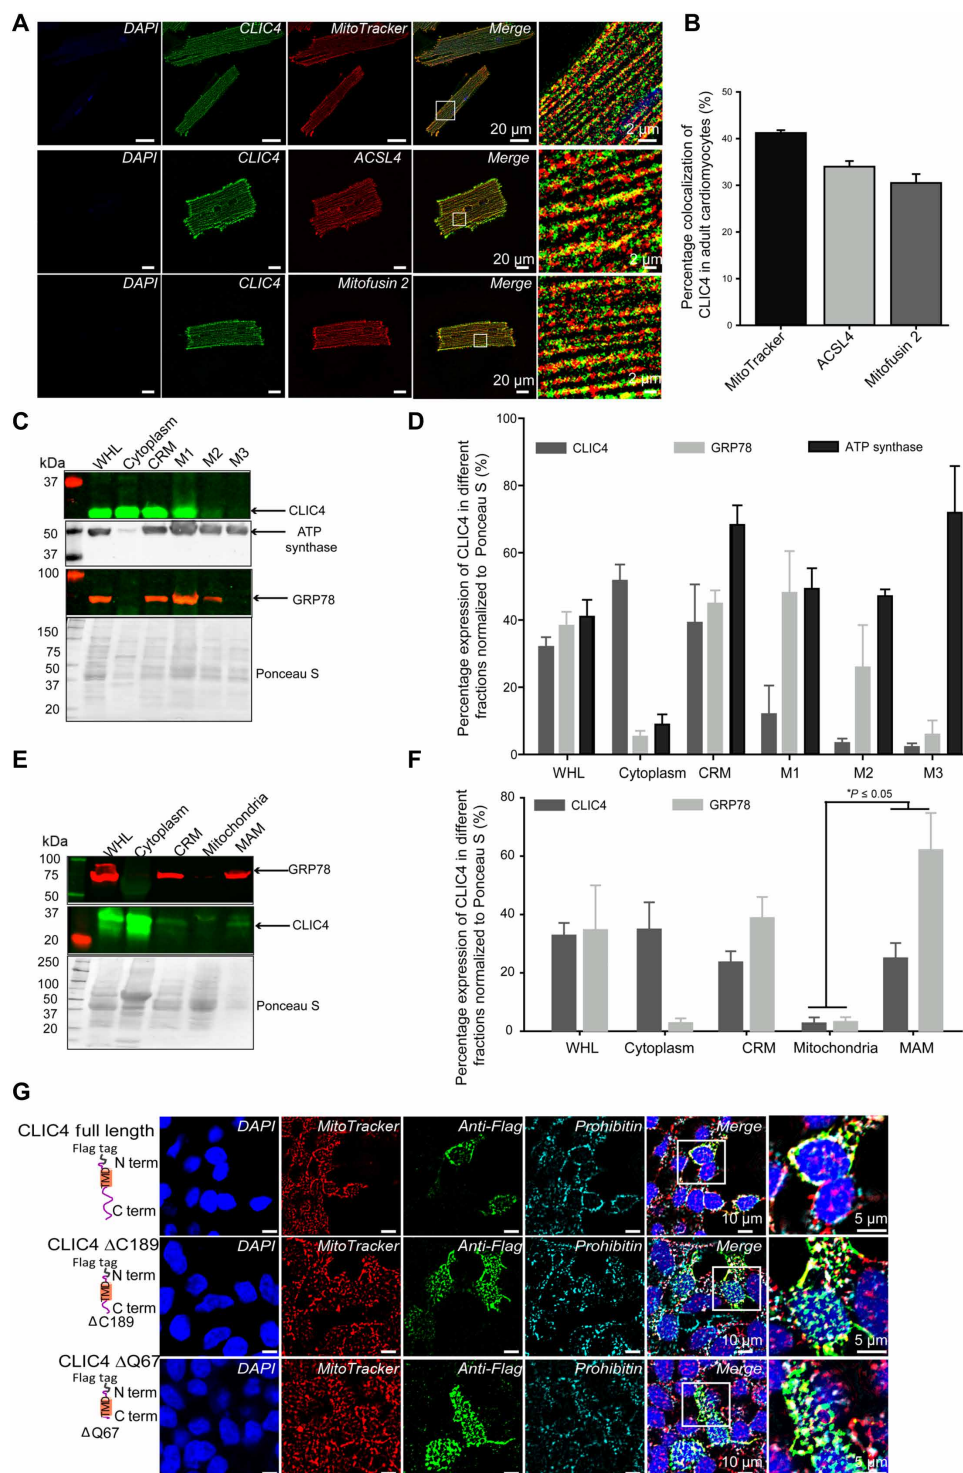 A
DAPI CLIC4 MitoTracker Merge
20 µm 2 µm
DAPI CLIC4 ACSL4 Merge
20 µm 2 µm
DAPI CLIC4 Mitofusin 2 Merge
20 µm 2 µm
B
Percentage colocalization of
CLIC4 in adult cardiomyocytes (%)
50
40
30
20
10
0
MitoTracker ACSL4 Mitofusin 2
C
kDa WHL Cytoplasm CRM M1 M2 M3
37
CLIC4
50
37
ATP
synthase
100
GRP78
150
75
50
37
20
Ponceau S
D
Percentage expression of CLIC4 in different
fractions normalized to Ponceau S (%)
100
80
60
40
20
0
CLIC4 GRP78 ATP synthase
WHL Cytoplasm CRM M1 M2 M3
E
kDa WHL Cytoplasm CRM Mitochondria MAM
100
75
50
GRP78
37
20
CLIC4
250
100
50
37
20
Ponceau S
F
Percentage expression of CLIC4 in different
fractions normalized to Ponceau S (%)
80
60
40
20
0
CLIC4 GRP78
*P ≤ 0.05
WHL Cytoplasm CRM Mitochondria MAM
G
CLIC4 full length
Flag tag
N term
TMD
C term
DAPI MitoTracker Anti-Flag Prohibitin Merge
10 µm 5 µm
CLIC4 ΔC189
Flag tag
N term
TMD
C term
ΔC189
DAPI MitoTracker Anti-Flag Prohibitin Merge
10 µm 5 µm
CLIC4 ΔQ67
Flag tag
N term
TMD
C term
ΔQ67
DAPI MitoTracker Anti-Flag Prohibitin Merge
10 µm 5 µm